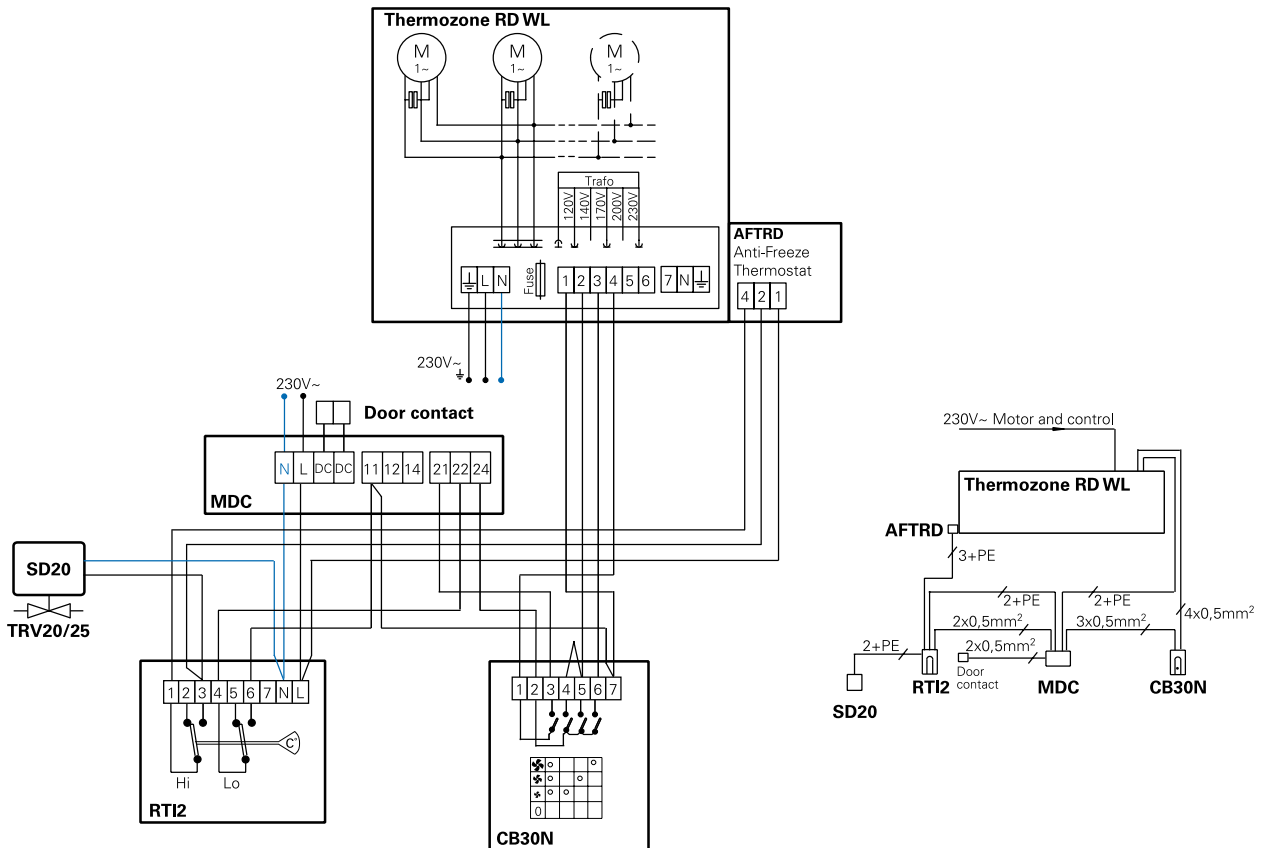 Thermozone RD WL
M M M
1~ 1~ 1~
Trafo
120V 140V 170V 200V 230V
AFTRD
Anti-Freeze
Thermostat
L N Fuse 1 2 3 4 5 6 7 N
4 2 1
230V~
230V~
Door contact
N L DC DC 11 12 14 21 22 24
MDC
SD20
TRV20/25
1 2 3 4 5 6 7 N L
C°
Hi Lo
RTI2
1 2 3 4 5 6 7
0
CB30N
230V~ Motor and control
Thermozone RD WL
AFTRD
3+PE
2+PE 2+PE
4x0,5mm²
2x0,5mm² 3x0,5mm²
2+PE 2x0,5mm²
Door
contact
RTI2 MDC CB30N
SD20